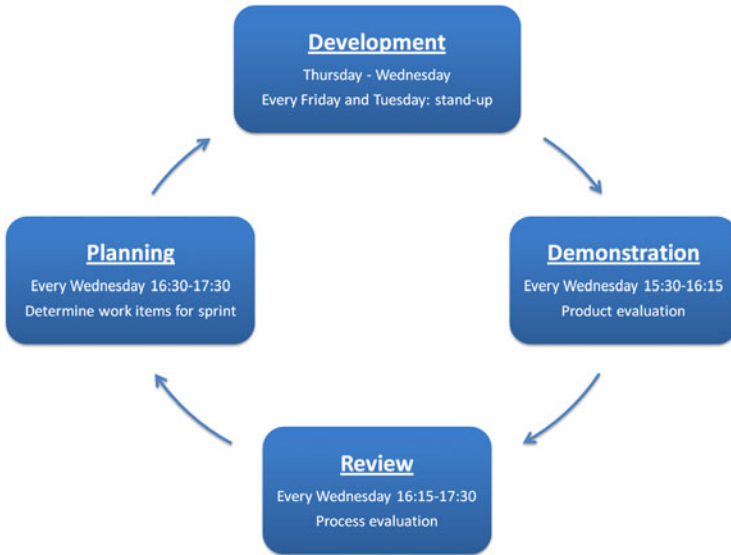 Development
Thursday - Wednesday
Every Friday and Tuesday: stand-up
Demonstration
Every Wednesday 15:30-16:15
Product evaluation
Review
Every Wednesday 16:15-17:30
Process evaluation
Planning
Every Wednesday 16:30-17:30
Determine work items for sprint